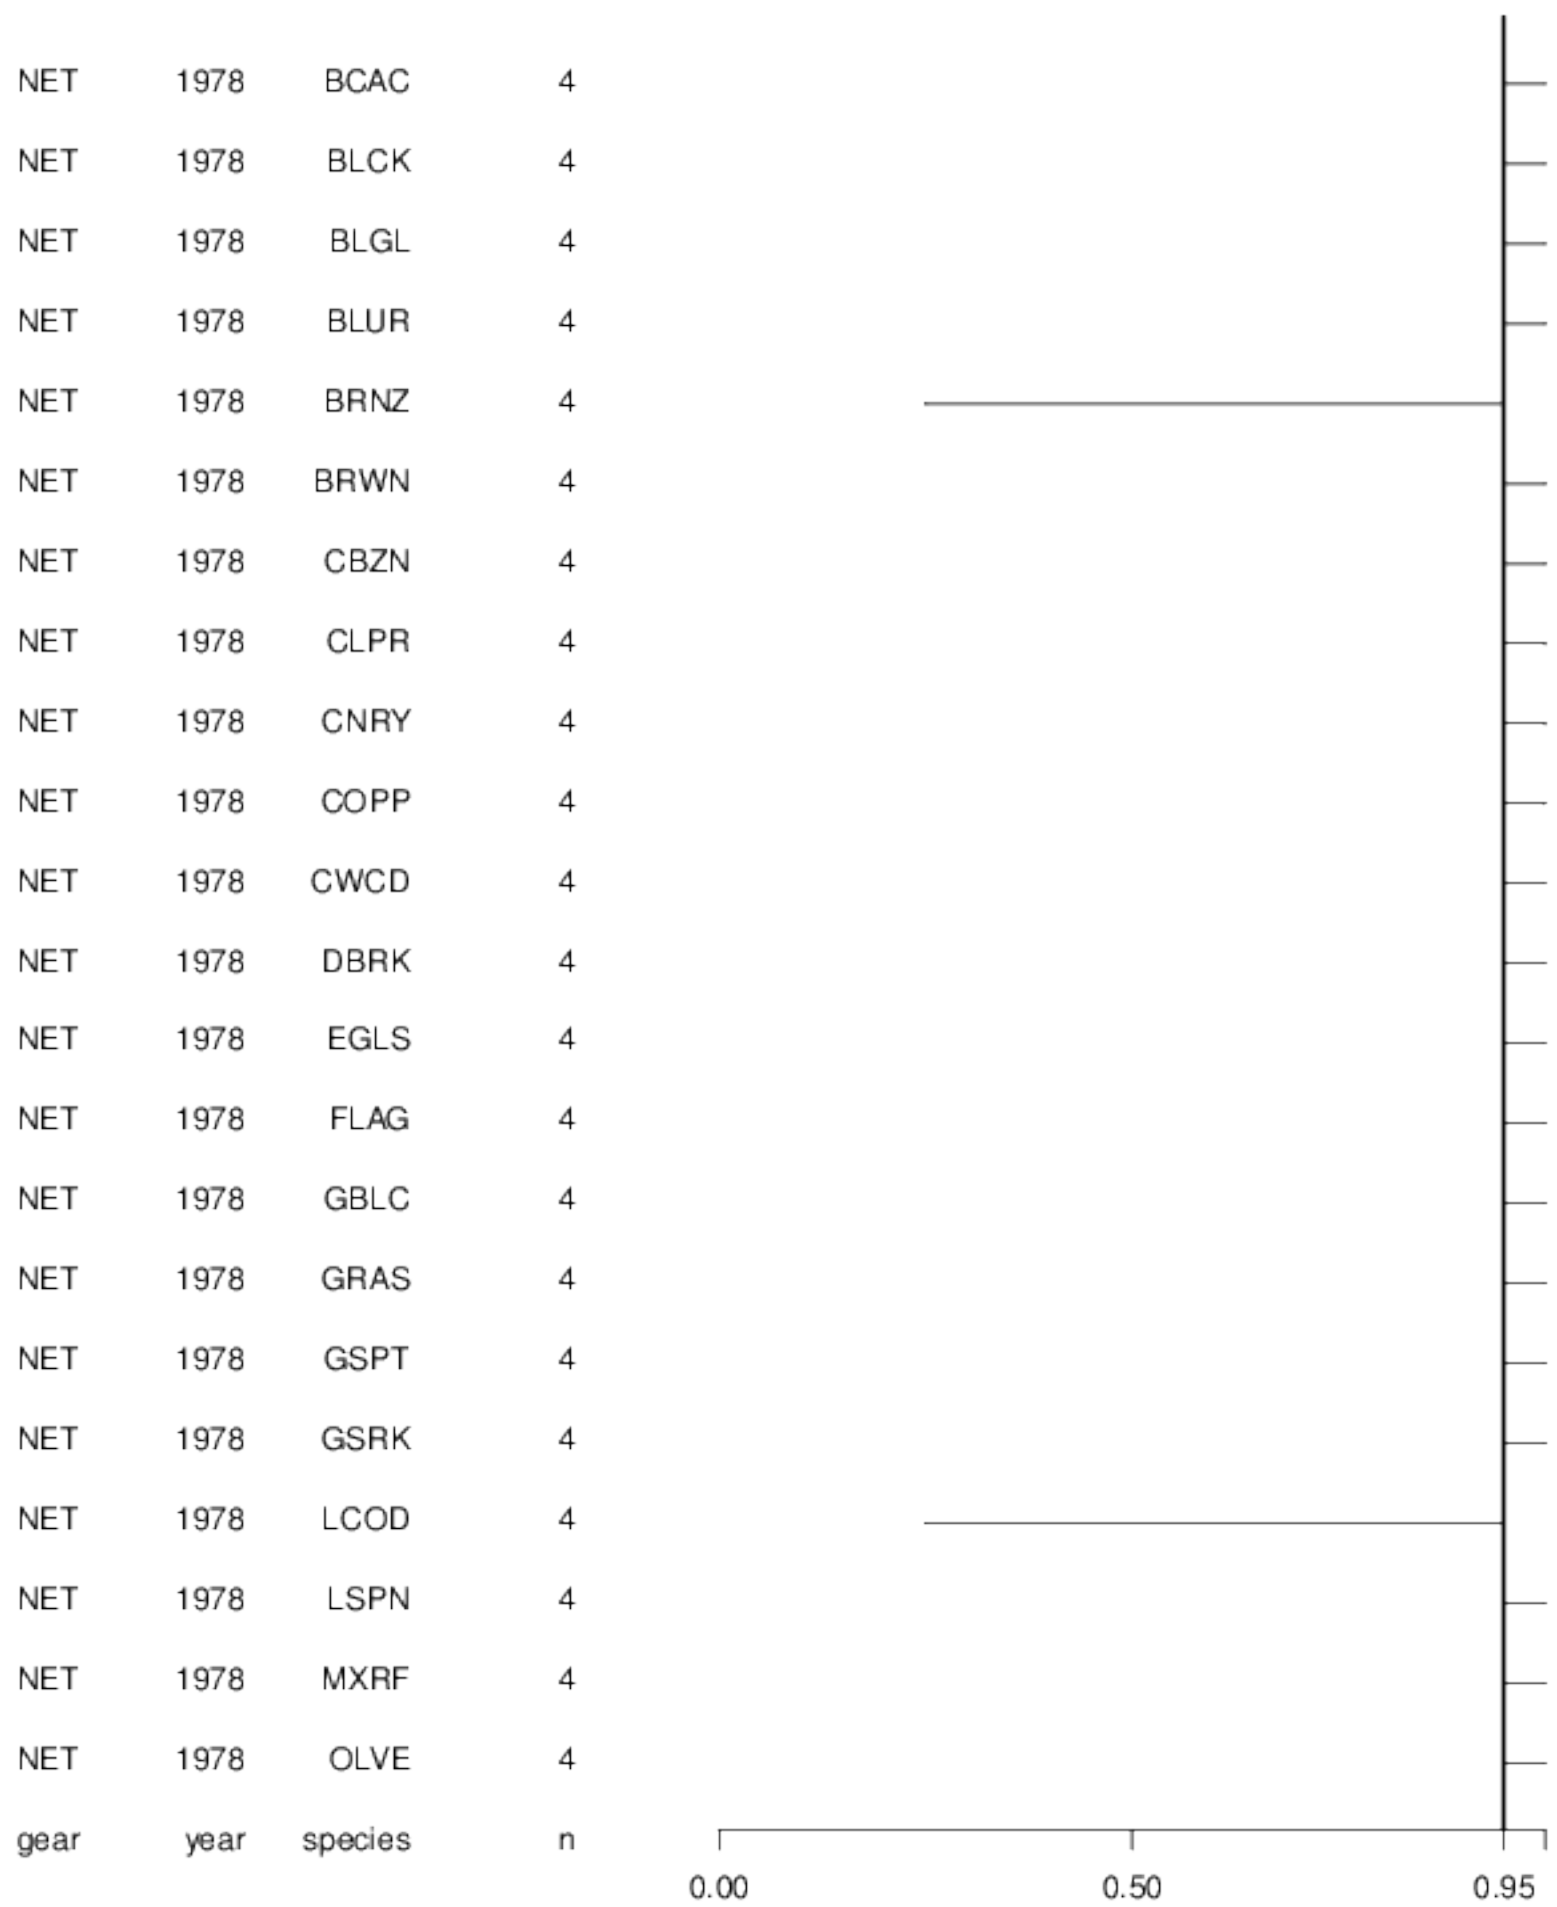 NET 1978 BCAC 4
NET 1978 BLCK 4
NET 1978 BLGL 4
NET 1978 BLUR 4
NET 1978 BRNZ 4
NET 1978 BRWN 4
NET 1978 CBZN 4
NET 1978 CLPR 4
NET 1978 CNRY 4
NET 1978 COPP 4
NET 1978 CWCD 4
NET 1978 DBRK 4
NET 1978 EGLS 4
NET 1978 FLAG 4
NET 1978 GBLC 4
NET 1978 GRAS 4
NET 1978 GSPT 4
NET 1978 GSRK 4
NET 1978 LCOD 4
NET 1978 LSPN 4
NET 1978 MXRF 4
NET 1978 OLVE 4
gear year species n
0.00 0.50 0.95